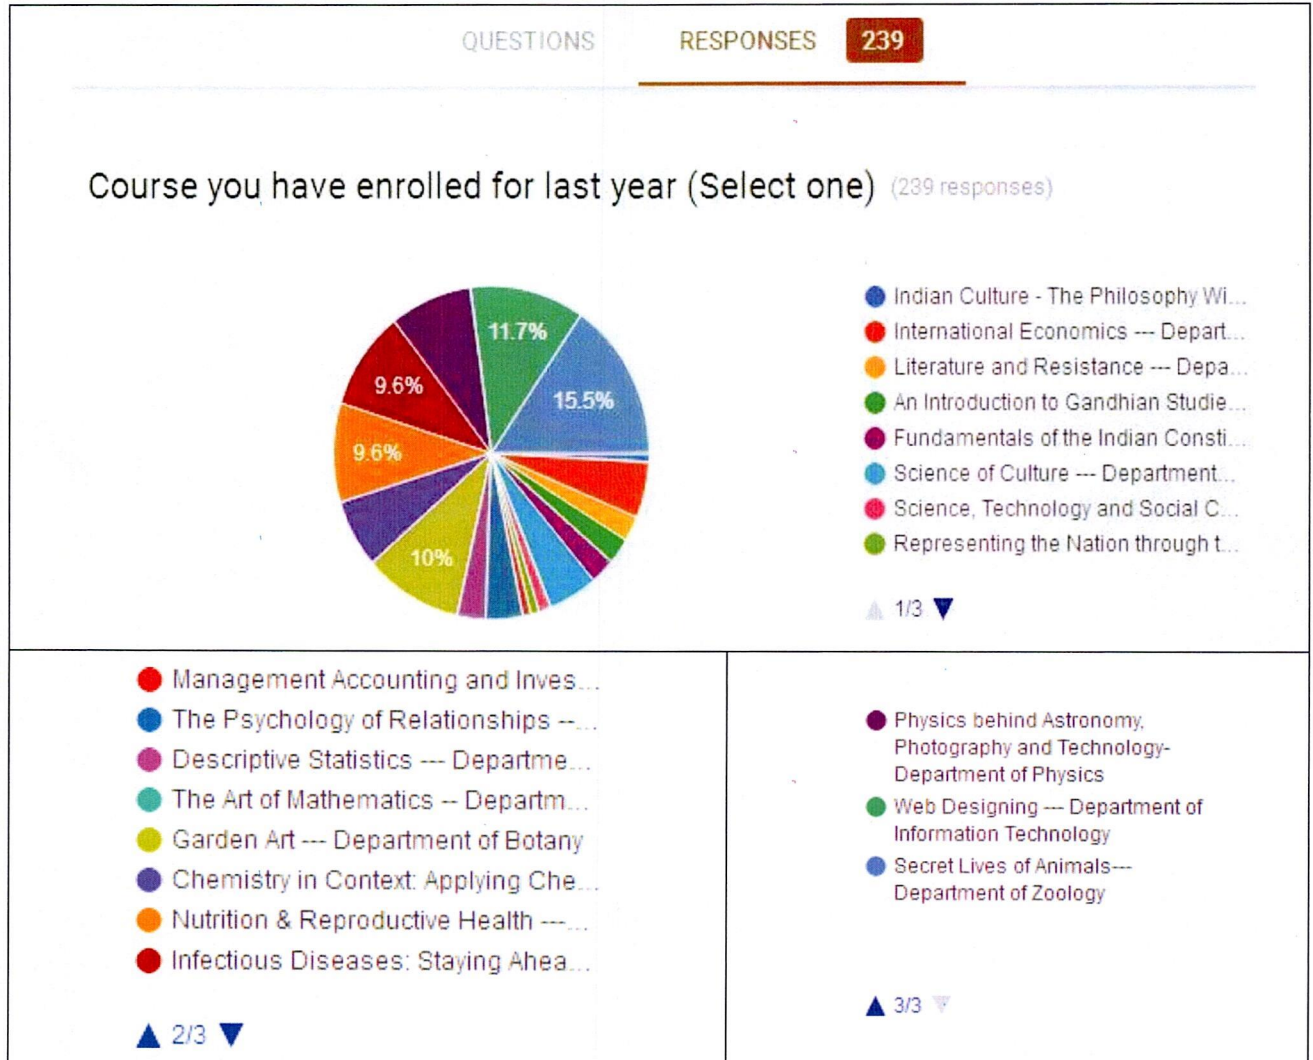 QUESTIONS RESPONSES 239
Course you have enrolled for last year (Select one) (239 responses)
11.7%
15.5%
9.6%
9.6%
10%
Indian Culture - The Philosophy Wi...
International Economics --- Depart...
Literature and Resistance --- Depa...
An Introduction to Gandhian Studie...
Fundamentals of the Indian Consti...
Science of Culture --- Department...
Science, Technology and Social C...
Representing the Nation through t...
1/3
Management Accounting and Inves...
The Psychology of Relationships --...
Descriptive Statistics --- Departme...
The Art of Mathematics -- Departm...
Garden Art --- Department of Botany
Chemistry in Context: Applying Che...
Nutrition & Reproductive Health ---...
Infectious Diseases: Staying Ahea...
2/3
Physics behind Astronomy,
Photography and Technology-
Department of Physics
Web Designing --- Department of
Information Technology
Secret Lives of Animals---
Department of Zoology
3/3